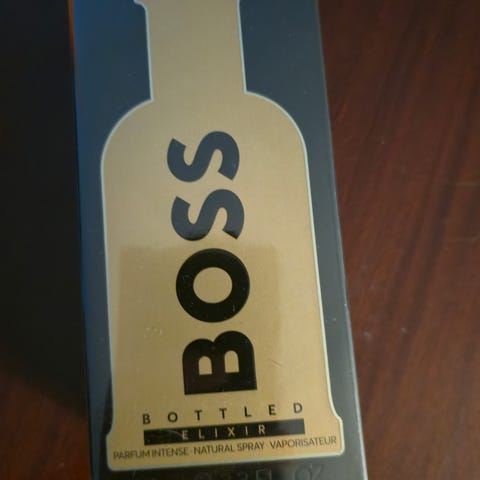 BOSS
BOTTLED
ELIXIR
PARFUM INTENSE · NATURAL SPRAY · VAPORISATEUR